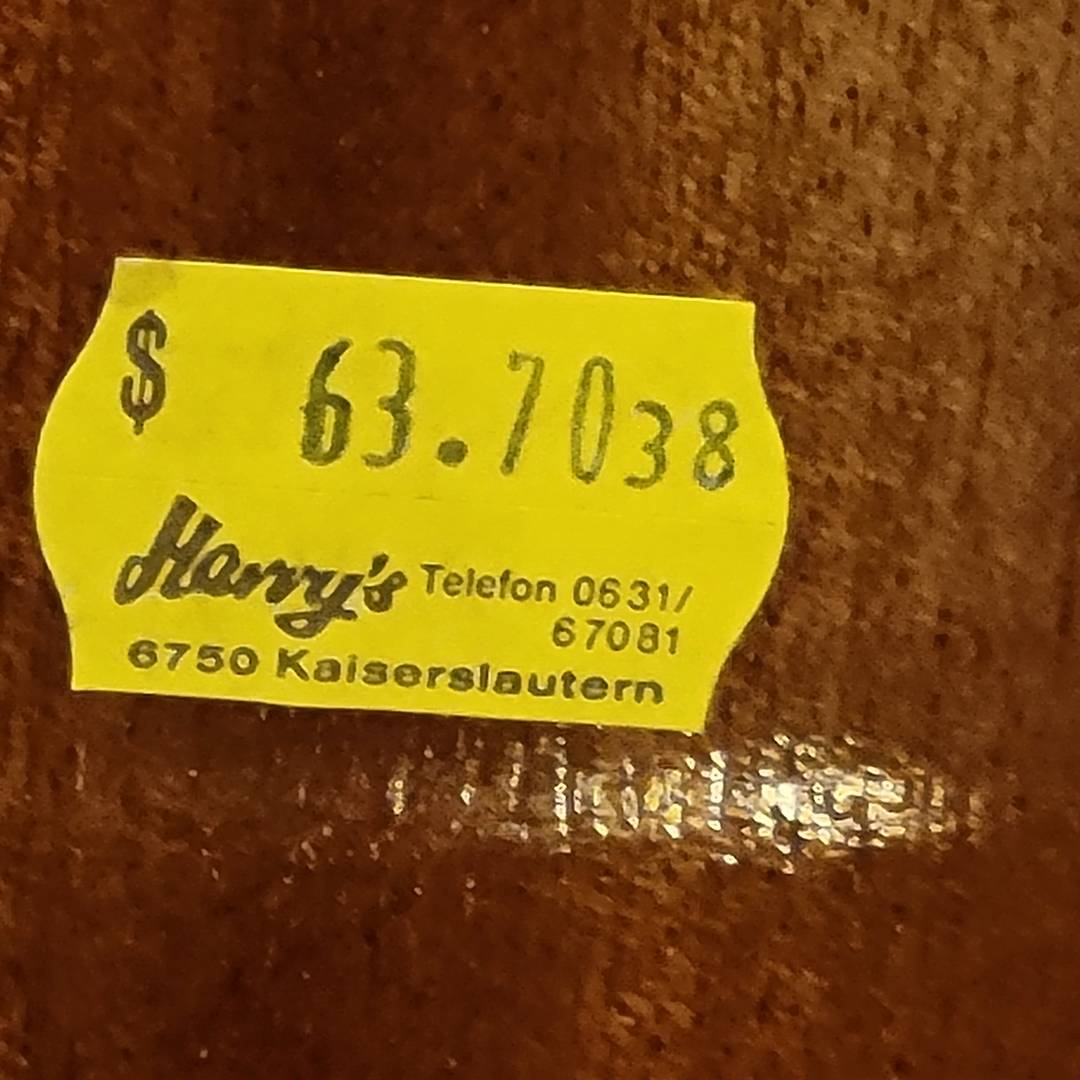 $ 63.7038
Harry's Telefon 0631/
67081
6750 Kaiserslautern